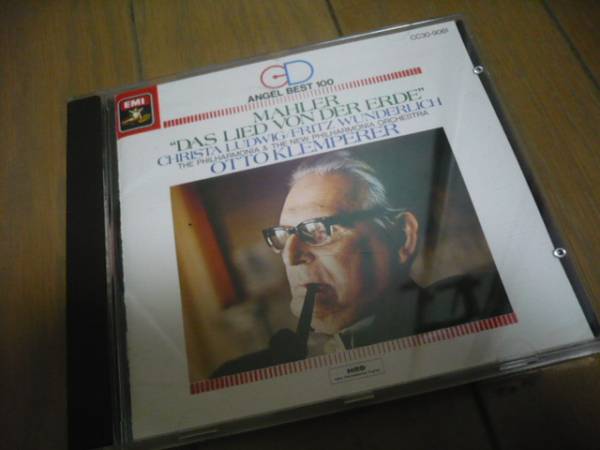 CC30-9061
CD
ANGEL BEST 100
EMI
MAHLER
"DAS LIED VON DER ERDE"
CHRISTA LUDWIG/FRITZ WUNDERLICH
THE PHILHARMONIA & THE NEW PHILHARMONIA ORCHESTRA
OTTO KLEMPERER